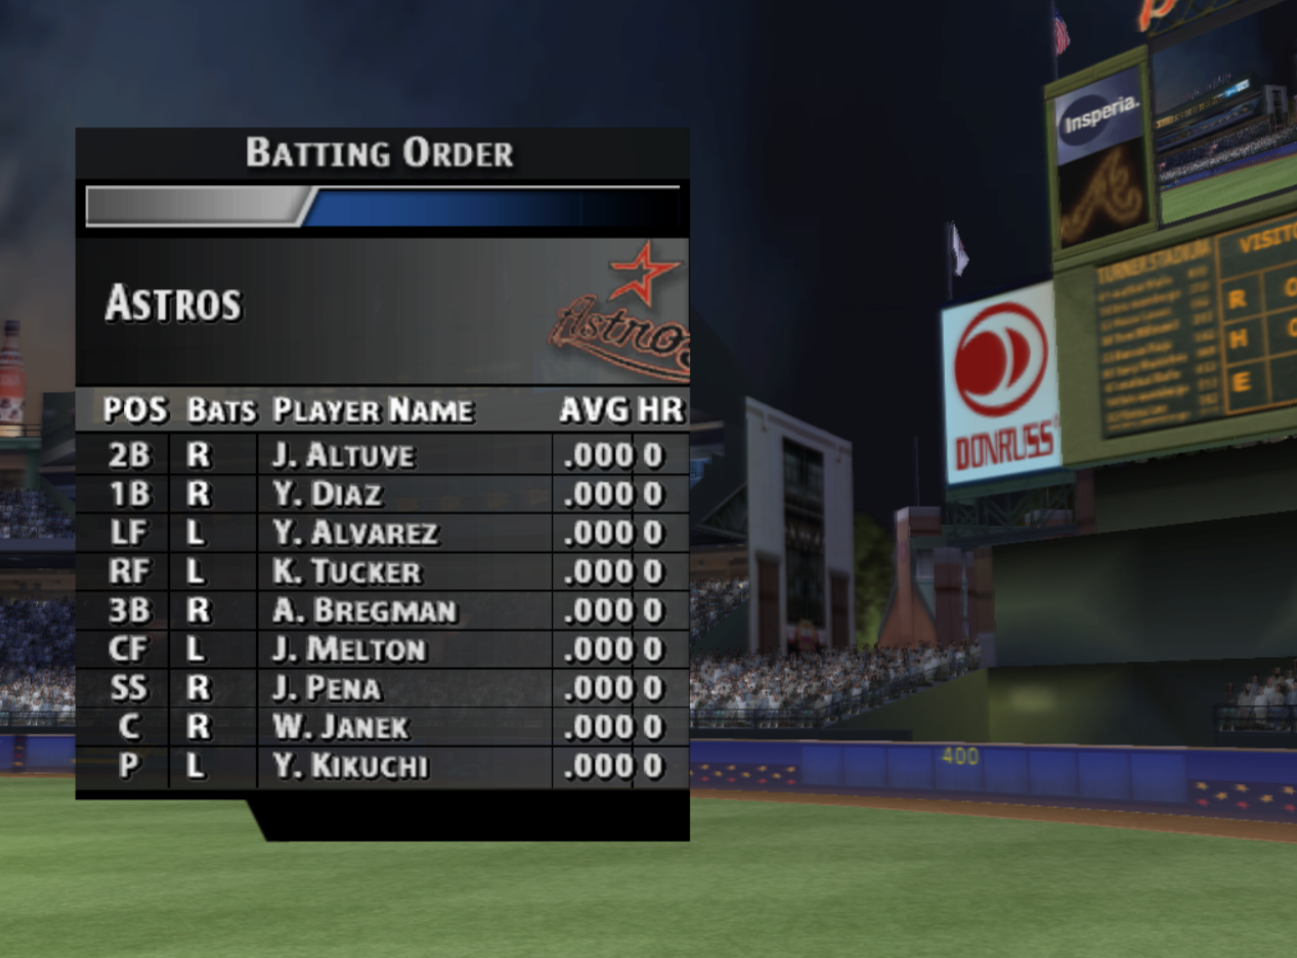 BATTING ORDER
ASTROS
Astros
POS BATS PLAYER NAME AVG HR
2B R J. ALTUVE .000 0
1B R Y. DIAZ .000 0
LF L Y. ALVAREZ .000 0
RF L K. TUCKER .000 0
3B R A. BREGMAN .000 0
CF L J. MELTON .000 0
SS R J. PENA .000 0
C R W. JANEK .000 0
P L Y. KIKUCHI .000 0
Insperia.
A
TURNER STADIUM
R
H
E
DONRUSS
400